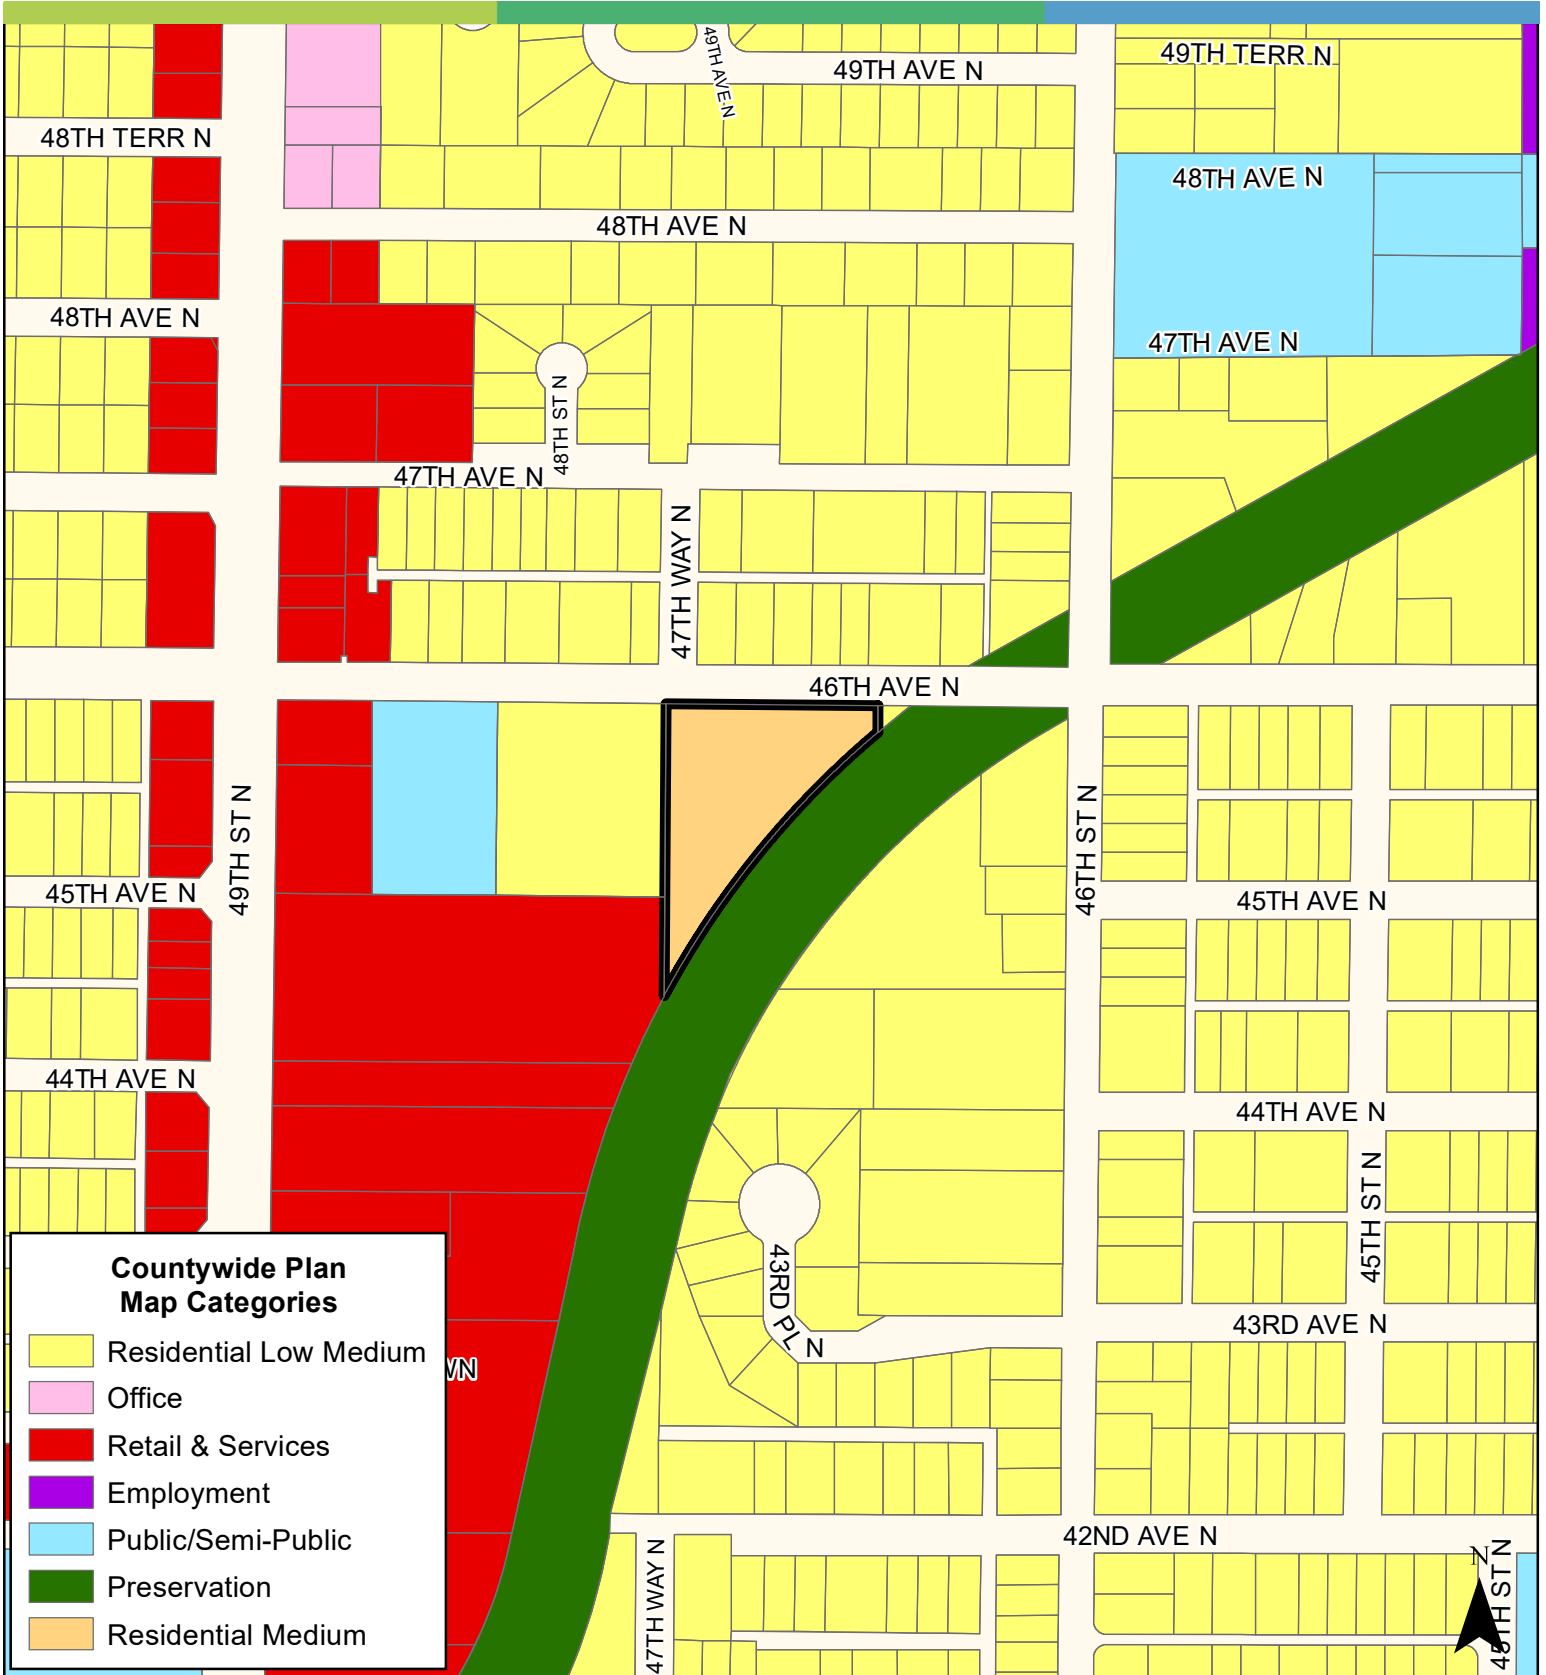 49TH AVE N
49TH AVE N
49TH TERR N
48TH TERR N
48TH AVE N
48TH AVE N
48TH AVE N
47TH AVE N
48TH ST N
47TH AVE N
47TH WAY N
46TH AVE N
49TH ST N
46TH ST N
45TH AVE N
45TH AVE N
44TH AVE N
44TH AVE N
45TH ST N
43RD PL N
43RD AVE N
WN
42ND AVE N
47TH WAY N
45TH ST N
N
Countywide Plan
Map Categories
Residential Low Medium
Office
Retail & Services
Employment
Public/Semi-Public
Preservation
Residential Medium